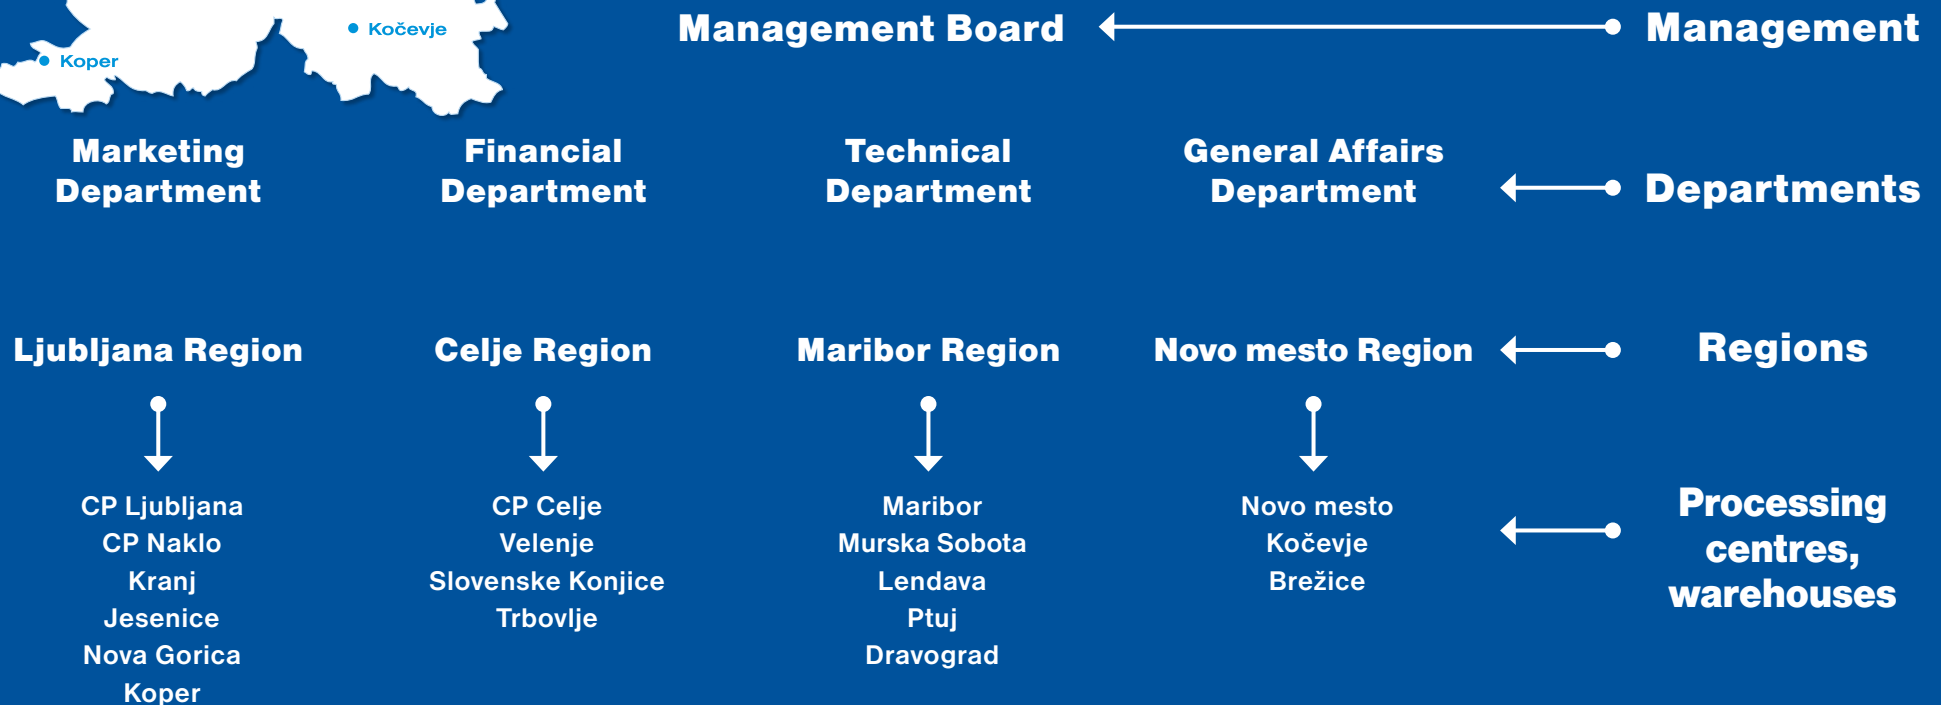 Kočevje
Koper
Management Board
Management
Marketing
Department
Financial
Department
Technical
Department
General Affairs
Department
Departments
Ljubljana Region
Celje Region
Maribor Region
Novo mesto Region
Regions
CP Ljubljana
CP Naklo
Kranj
Jesenice
Nova Gorica
Koper
CP Celje
Velenje
Slovenske Konjice
Trbovlje
Maribor
Murska Sobota
Lendava
Ptuj
Dravograd
Novo mesto
Kočevje
Brežice
Processing
centres,
warehouses